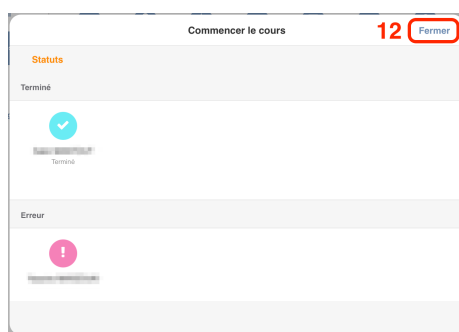 Commencer le cours
12 Fermer
Statuts
Terminé
Terminé
Erreur